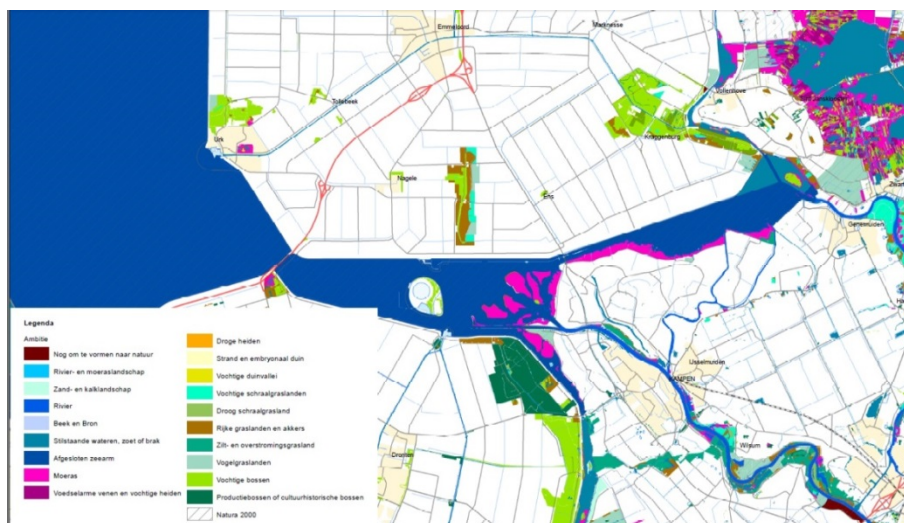 Emmeloord
Marknesse
Vollenhove
Tollebeek
Urk
Kraggenburg
Nagele
Ens
Zwart
Genemuiden
IJsselmuiden
KAMPEN
Wilsum
Dronten
Legenda
Ambitie
Nog om te vormen naar natuur
Rivier- en moeraslandschap
Zand- en kalklandschap
Rivier
Beek en Bron
Stilstaande wateren, zoet of brak
Afgesloten zeearm
Moeras
Voedselarme venen en vochtige heiden
Droge heiden
Strand en embryonaal duin
Vochtige duinvallei
Vochtige schraalgraslanden
Droog schraalgrasland
Rijke graslanden en akkers
Zilt- en overstromingsgrasland
Vogelgraslanden
Vochtige bossen
Productiebossen of cultuurhistorische bossen
Natura 2000